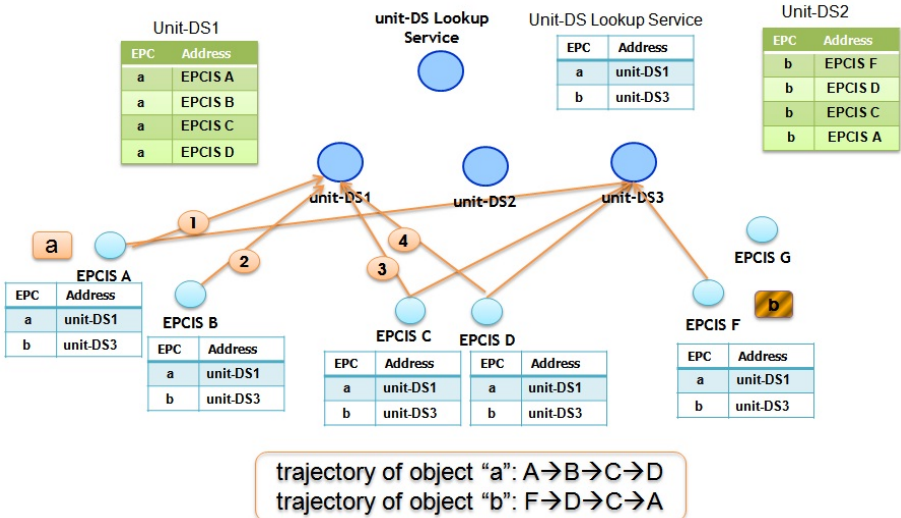 Unit-DS1
EPC Address
a EPCIS A
a EPCIS B
a EPCIS C
a EPCIS D
unit-DS Lookup
Service
Unit-DS Lookup Service
EPC Address
a unit-DS1
b unit-DS3
Unit-DS2
EPC Address
b EPCIS F
b EPCIS D
b EPCIS C
b EPCIS A
unit-DS1
unit-DS2
unit-DS3
1
2
3
4
a
EPCIS A
EPC Address
a unit-DS1
b unit-DS3
EPCIS B
EPC Address
a unit-DS1
b unit-DS3
EPCIS C
EPC Address
a unit-DS1
b unit-DS3
EPCIS D
EPC Address
a unit-DS1
b unit-DS3
EPCIS G
b
EPCIS F
EPC Address
a unit-DS1
b unit-DS3
trajectory of object “a”: A→B→C→D
trajectory of object “b”: F→D→C→A